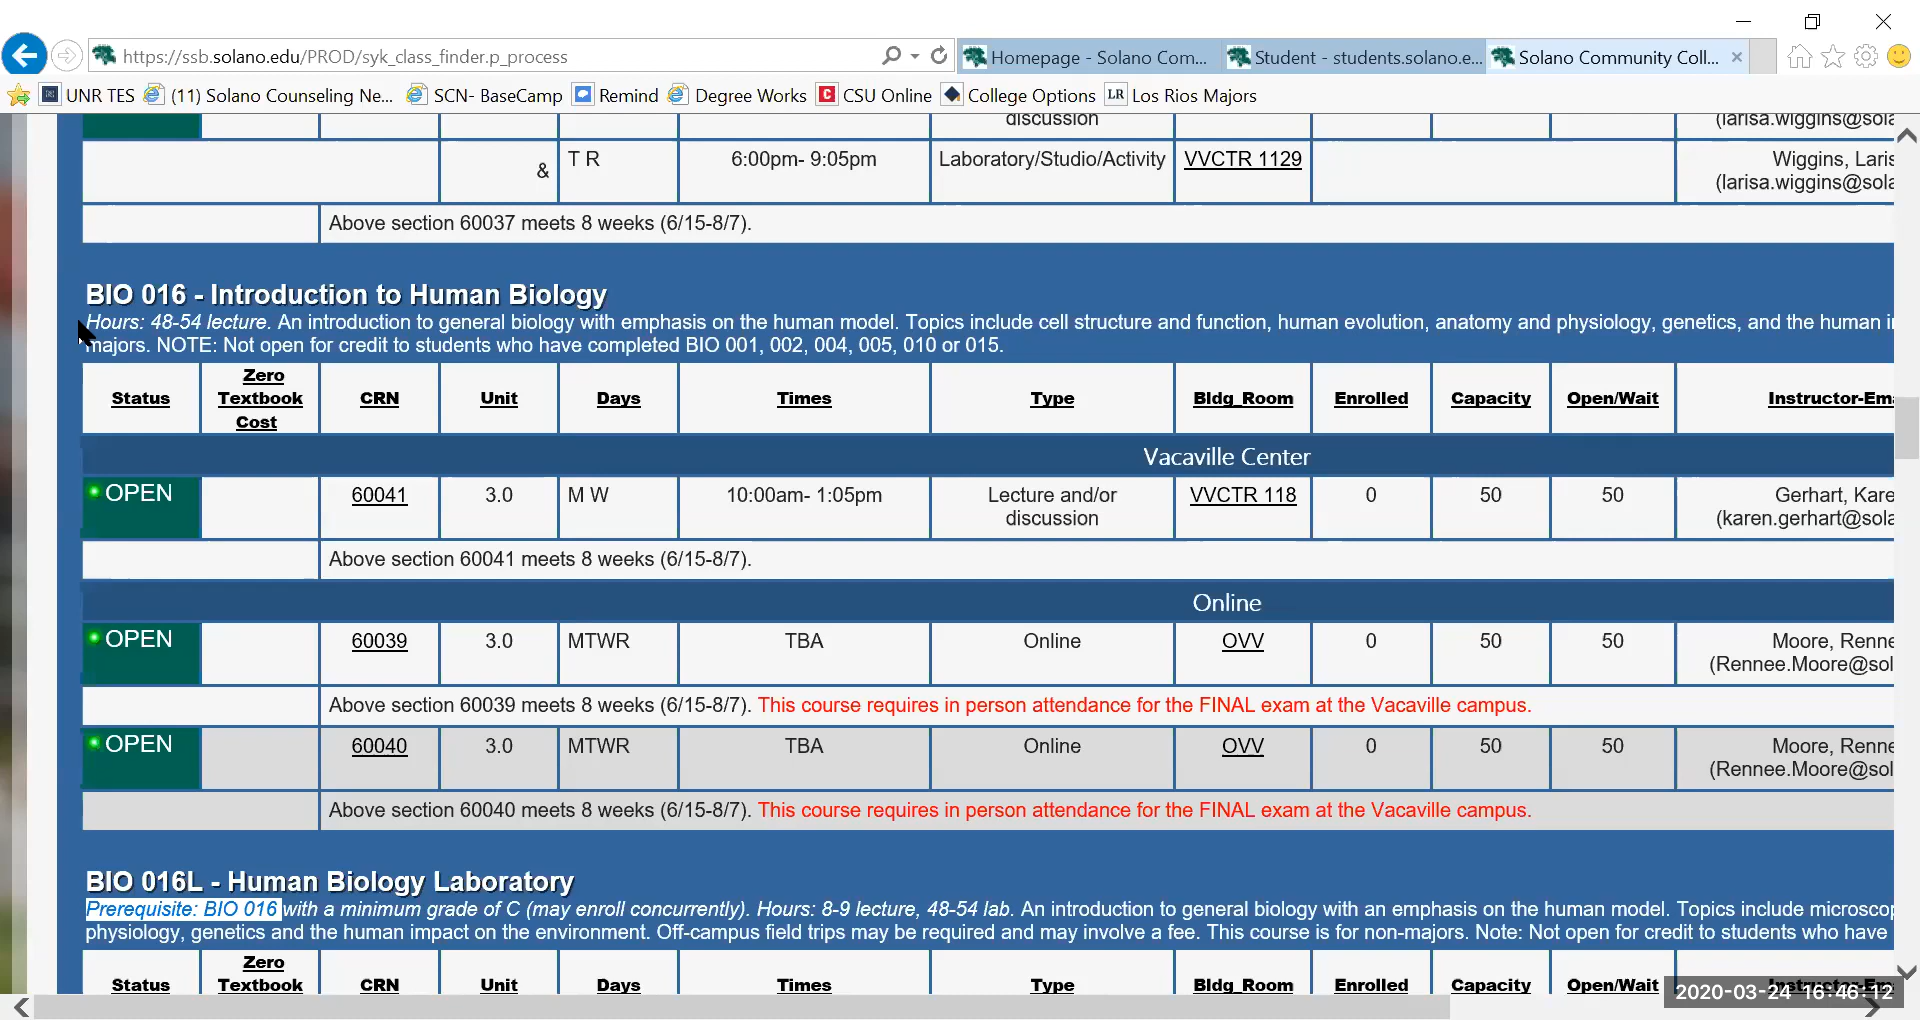 https://ssb.solano.edu/PROD/syk_class_finder.p_process
Homepage - Solano Com...
Student - students.solano.e...
Solano Community Coll...
UNR TES
(11) Solano Counseling Ne...
SCN- BaseCamp
Remind
Degree Works
CSU Online
College Options
LR Los Rios Majors
discussion (larisa.wiggins@sola
& T R 6:00pm- 9:05pm Laboratory/Studio/Activity VVCTR 1129 Wiggins, Laris
(larisa.wiggins@sola
Above section 60037 meets 8 weeks (6/15-8/7).
BIO 016 - Introduction to Human Biology
Hours: 48-54 lecture. An introduction to general biology with emphasis on the human model. Topics include cell structure and function, human evolution, anatomy and physiology, genetics, and the human i
majors. NOTE: Not open for credit to students who have completed BIO 001, 002, 004, 005, 010 or 015.
Status Zero Textbook Cost CRN Unit Days Times Type Bldg_Room Enrolled Capacity Open/Wait Instructor-Ema
Vacaville Center
OPEN 60041 3.0 M W 10:00am- 1:05pm Lecture and/or VVCTR 118 0 50 50 Gerhart, Kare
discussion (karen.gerhart@sola
Above section 60041 meets 8 weeks (6/15-8/7).
Online
OPEN 60039 3.0 MTWR TBA Online OVV 0 50 50 Moore, Renne
(Rennee.Moore@sol
Above section 60039 meets 8 weeks (6/15-8/7). This course requires in person attendance for the FINAL exam at the Vacaville campus.
OPEN 60040 3.0 MTWR TBA Online OVV 0 50 50 Moore, Renne
(Rennee.Moore@sol
Above section 60040 meets 8 weeks (6/15-8/7). This course requires in person attendance for the FINAL exam at the Vacaville campus.
BIO 016L - Human Biology Laboratory
Prerequisite: BIO 016 with a minimum grade of C (may enroll concurrently). Hours: 8-9 lecture, 48-54 lab. An introduction to general biology with an emphasis on the human model. Topics include microscop
physiology, genetics and the human impact on the environment. Off-campus field trips may be required and may involve a fee. This course is for non-majors. Note: Not open for credit to students who have
Status Zero Textbook CRN Unit Days Times Type Bldg_Room Enrolled Capacity Open/Wait
2020-03-24 16:46:12